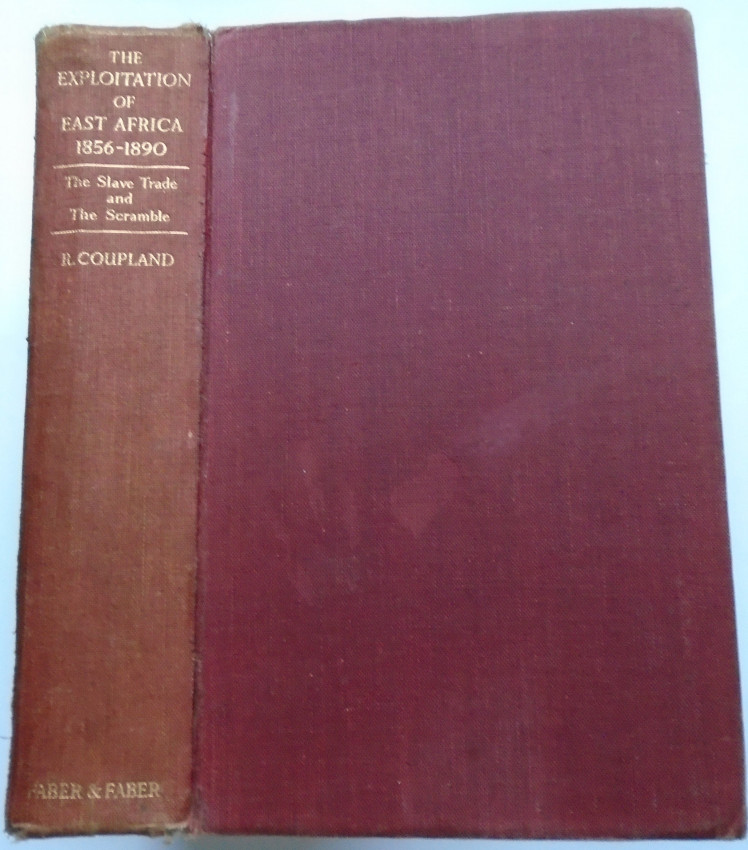 THE
EXPLOITATION
OF
EAST AFRICA
1856-1890
The Slave Trade
and
The Scramble
R. COUPLAND
FABER & FABER